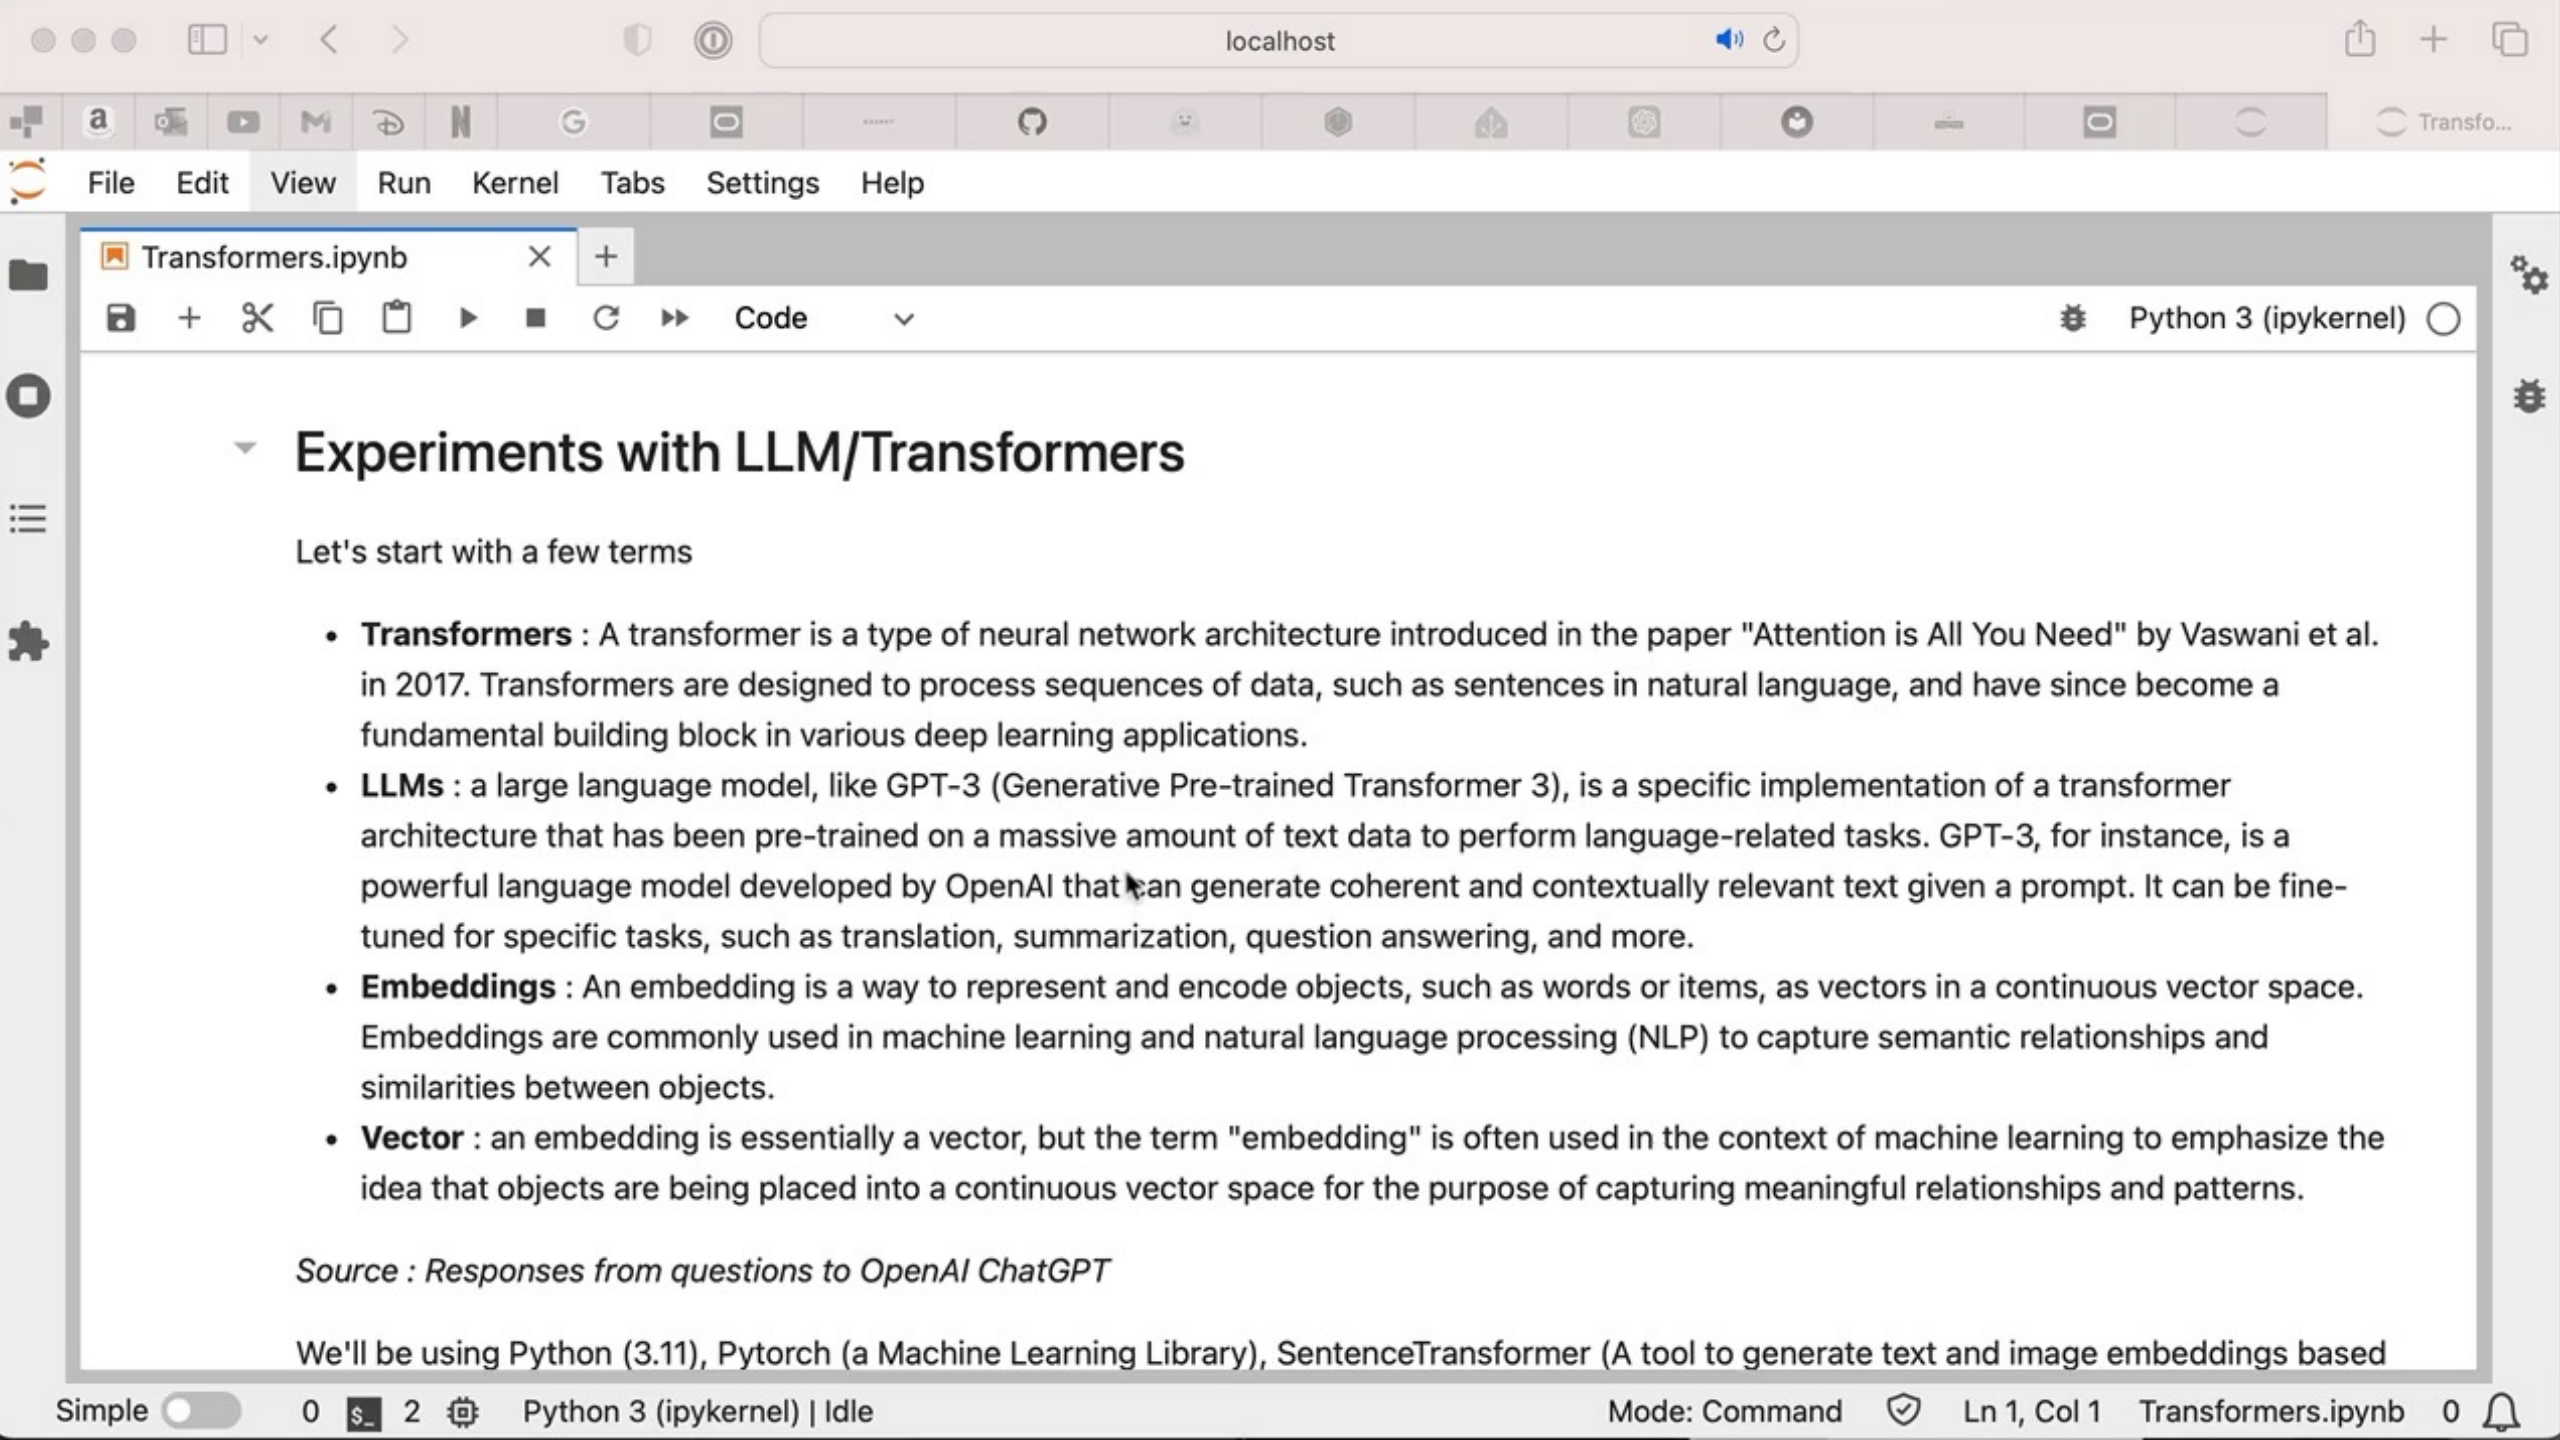 localhost
a
N
G
Transfo...
File Edit View Run Kernel Tabs Settings Help
Transformers.ipynb
Code
Python 3 (ipykernel)
Experiments with LLM/Transformers
Let's start with a few terms
• Transformers : A transformer is a type of neural network architecture introduced in the paper "Attention is All You Need" by Vaswani et al.
in 2017. Transformers are designed to process sequences of data, such as sentences in natural language, and have since become a
fundamental building block in various deep learning applications.
• LLMs : a large language model, like GPT-3 (Generative Pre-trained Transformer 3), is a specific implementation of a transformer
architecture that has been pre-trained on a massive amount of text data to perform language-related tasks. GPT-3, for instance, is a
powerful language model developed by OpenAI that can generate coherent and contextually relevant text given a prompt. It can be fine-
tuned for specific tasks, such as translation, summarization, question answering, and more.
• Embeddings : An embedding is a way to represent and encode objects, such as words or items, as vectors in a continuous vector space.
Embeddings are commonly used in machine learning and natural language processing (NLP) to capture semantic relationships and
similarities between objects.
• Vector : an embedding is essentially a vector, but the term "embedding" is often used in the context of machine learning to emphasize the
idea that objects are being placed into a continuous vector space for the purpose of capturing meaningful relationships and patterns.
Source : Responses from questions to OpenAI ChatGPT
We'll be using Python (3.11), Pytorch (a Machine Learning Library), SentenceTransformer (A tool to generate text and image embeddings based
Simple 0 $_ 2 Python 3 (ipykernel) | Idle Mode: Command Ln 1, Col 1 Transformers.ipynb 0